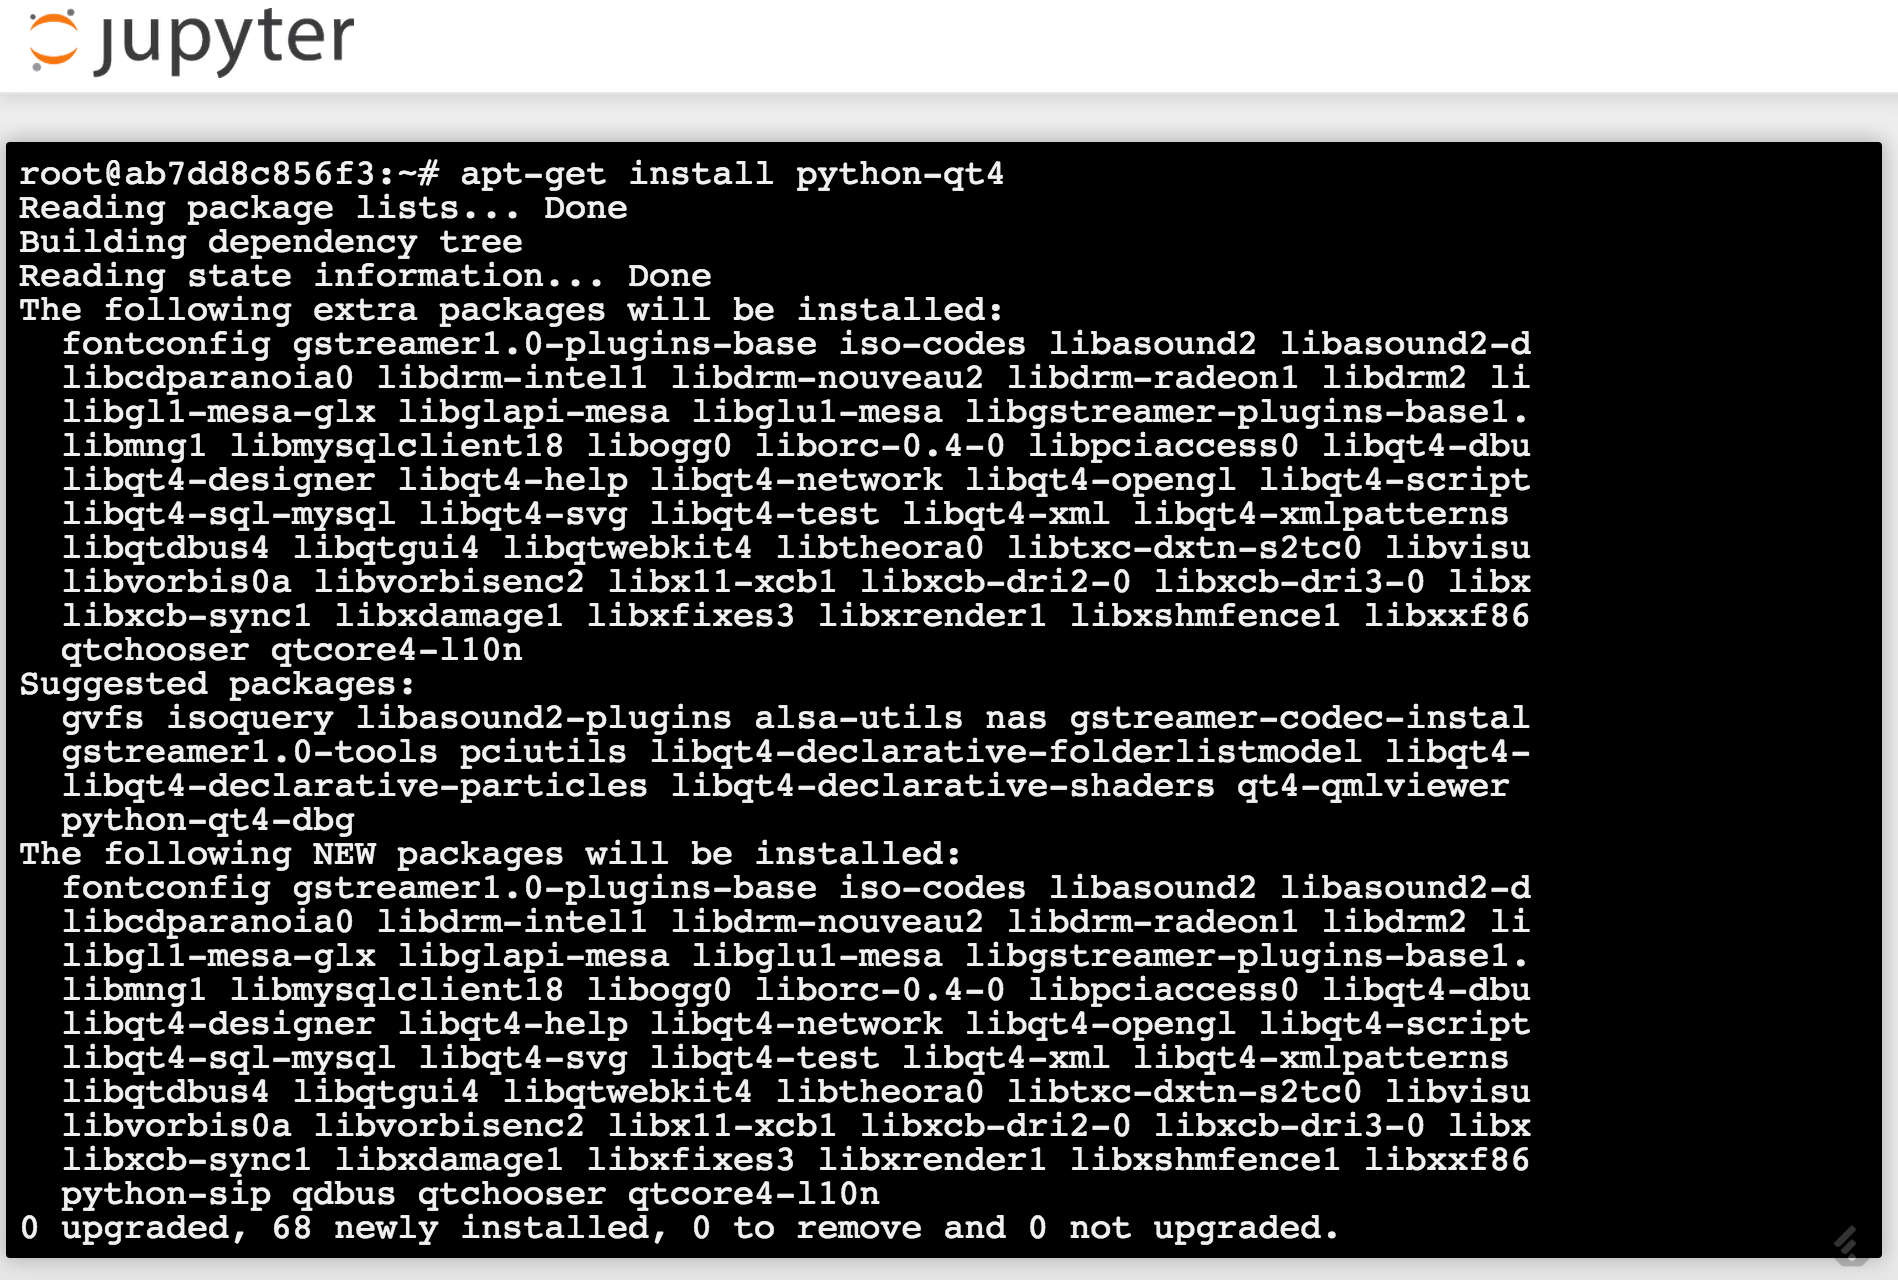 jupyter
root@ab7dd8c856f3:~# apt-get install python-qt4
Reading package lists... Done
Building dependency tree
Reading state information... Done
The following extra packages will be installed:
fontconfig gstreamer1.0-plugins-base iso-codes libasound2 libasound2-d
libcdparanoia0 libdrm-intel1 libdrm-nouveau2 libdrm-radeon1 libdrm2 li
libgl1-mesa-glx libglapi-mesa libglu1-mesa libgstreamer-plugins-base1.
libmng1 libmysqlclient18 libogg0 liborc-0.4-0 libpciaccess0 libqt4-dbu
libqt4-designer libqt4-help libqt4-network libqt4-opengl libqt4-script
libqt4-sql-mysql libqt4-svg libqt4-test libqt4-xml libqt4-xmlpatterns
libqtdbus4 libqtgui4 libqtwebkit4 libtheora0 libtxc-dxtn-s2tc0 libvisu
libvorbis0a libvorbisenc2 libx11-xcb1 libxcb-dri2-0 libxcb-dri3-0 libx
libxcb-sync1 libxdamage1 libxfixes3 libxrender1 libxshmfence1 libxxf86
qtchooser qtcore4-l10n
Suggested packages:
gvfs isoquery libasound2-plugins alsa-utils nas gstreamer-codec-instal
gstreamer1.0-tools pciutils libqt4-declarative-folderlistmodel libqt4-
libqt4-declarative-particles libqt4-declarative-shaders qt4-qmlviewer
python-qt4-dbg
The following NEW packages will be installed:
fontconfig gstreamer1.0-plugins-base iso-codes libasound2 libasound2-d
libcdparanoia0 libdrm-intel1 libdrm-nouveau2 libdrm-radeon1 libdrm2 li
libgl1-mesa-glx libglapi-mesa libglu1-mesa libgstreamer-plugins-base1.
libmng1 libmysqlclient18 libogg0 liborc-0.4-0 libpciaccess0 libqt4-dbu
libqt4-designer libqt4-help libqt4-network libqt4-opengl libqt4-script
libqt4-sql-mysql libqt4-svg libqt4-test libqt4-xml libqt4-xmlpatterns
libqtdbus4 libqtgui4 libqtwebkit4 libtheora0 libtxc-dxtn-s2tc0 libvisu
libvorbis0a libvorbisenc2 libx11-xcb1 libxcb-dri2-0 libxcb-dri3-0 libx
libxcb-sync1 libxdamage1 libxfixes3 libxrender1 libxshmfence1 libxxf86
python-sip qdbus qtchooser qtcore4-l10n
0 upgraded, 68 newly installed, 0 to remove and 0 not upgraded.